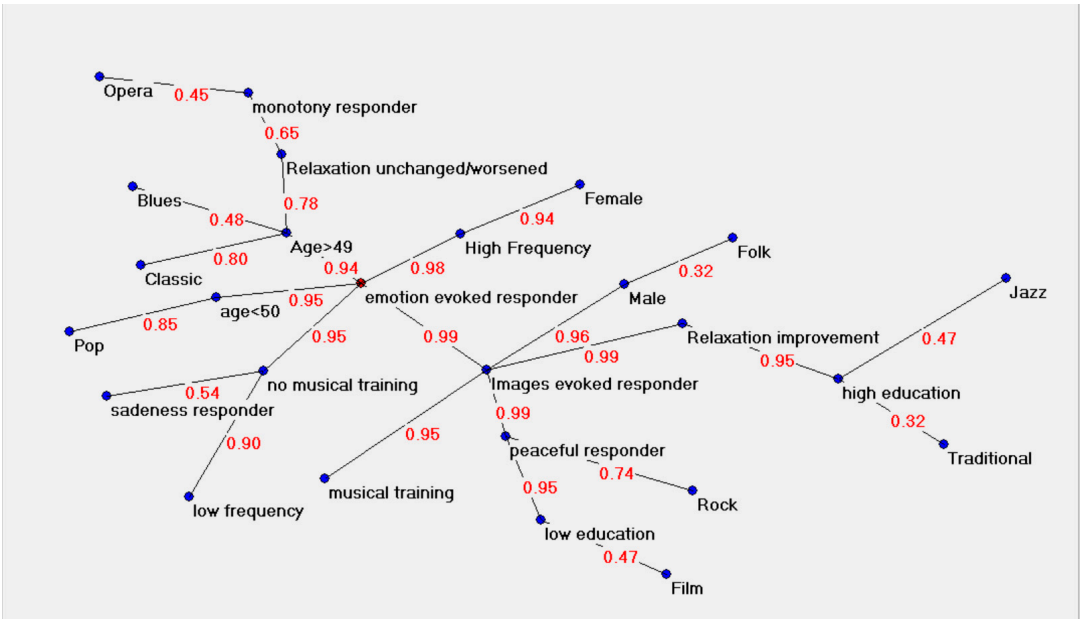 Opera
0.45
monotony responder
0.65
Relaxation unchanged/worsened
Blues
0.78
Female
0.48
0.94
Age>49
High Frequency
Folk
0.80
0.94
0.98
0.32
Classic
emotion evoked responder
Male
Jazz
0.95
age<50
0.85
0.95
0.99
0.96
Relaxation improvement
0.47
Pop
0.99
0.95
no musical training
Images evoked responder
0.54
high education
sadeness responder
0.99
0.32
0.90
0.95
peaceful responder
Traditional
0.74
0.95
musical training
Rock
low frequency
low education
0.47
Film